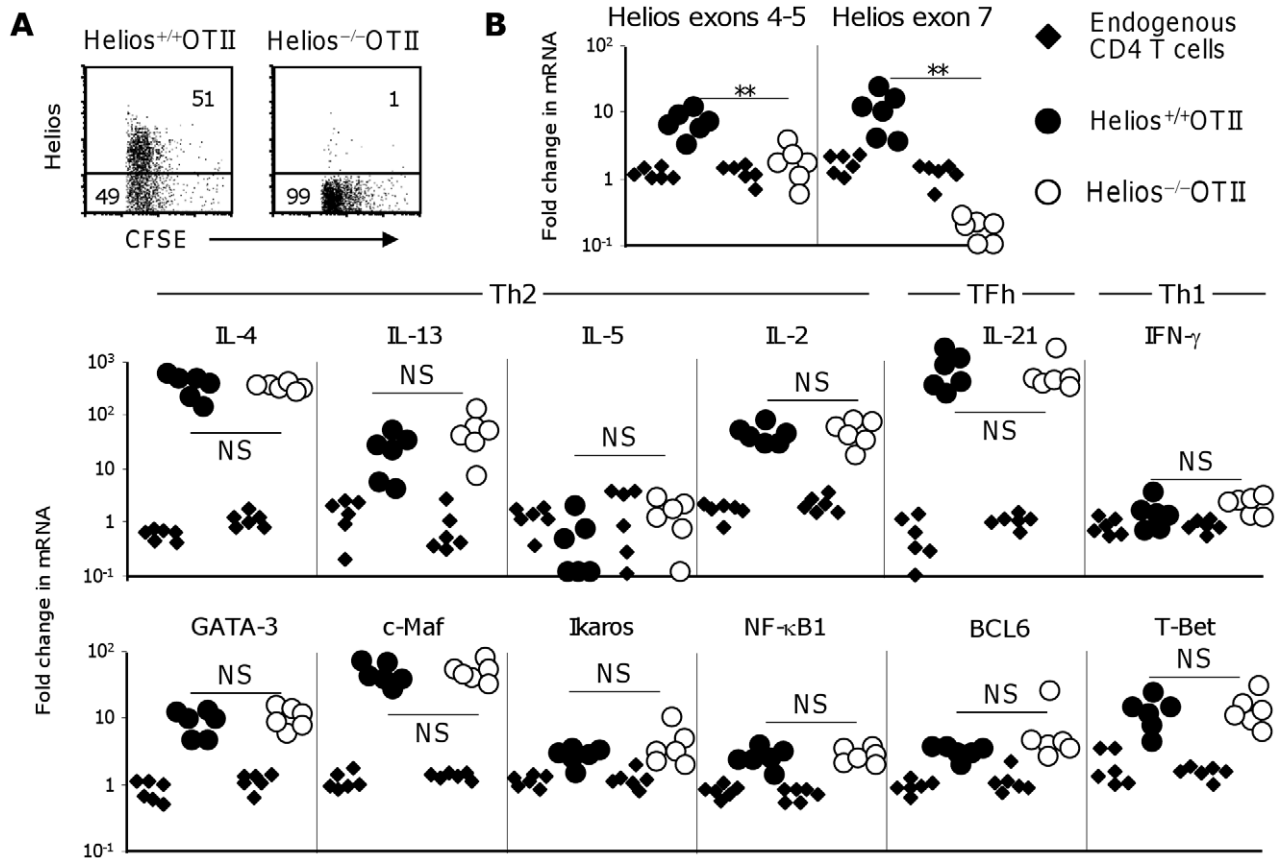 A
Helios+/+OTII
Helios−/−OTII
Helios
51
49
1
99
CFSE
B
Helios exons 4-5
Helios exon 7
Fold change in mRNA
10²
10
1
10⁻¹
**
**
Endogenous
CD4 T cells
Helios+/+OTII
Helios−/−OTII
Th2
TFh
Th1
IL-4
IL-13
IL-5
IL-2
IL-21
IFN-γ
Fold change in mRNA
10³
10²
10
1
10⁻¹
NS
NS
NS
NS
NS
NS
GATA-3
c-Maf
Ikaros
NF-κB1
BCL6
T-Bet
10²
10
1
10⁻¹
NS
NS
NS
NS
NS
NS